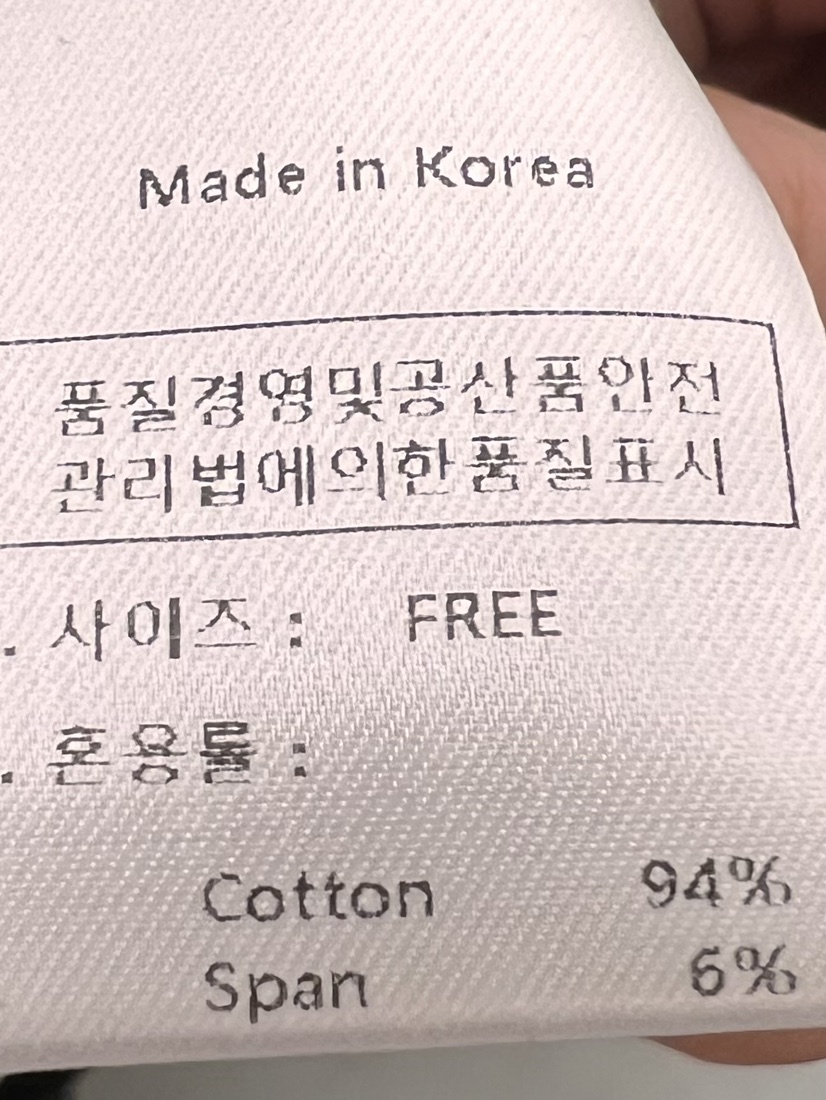 Made in Korea
품질경영및공산품안전
관리법에의한품질표시
. 사이즈 : FREE
. 혼용률 :
Cotton 94%
Span 6%